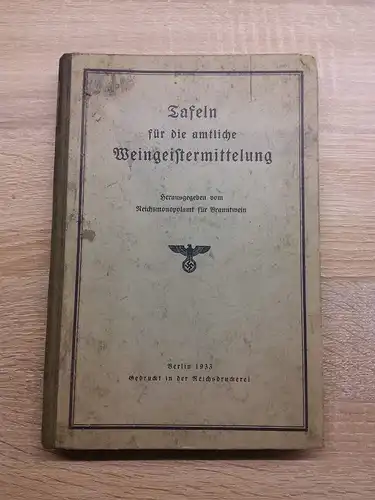 Tafeln
für die amtliche
Weingeistermittelung
Herausgegeben vom
Reichsmonopolamt für Branntwein
Berlin 1933
Gedruckt in der Reichsdruckerei